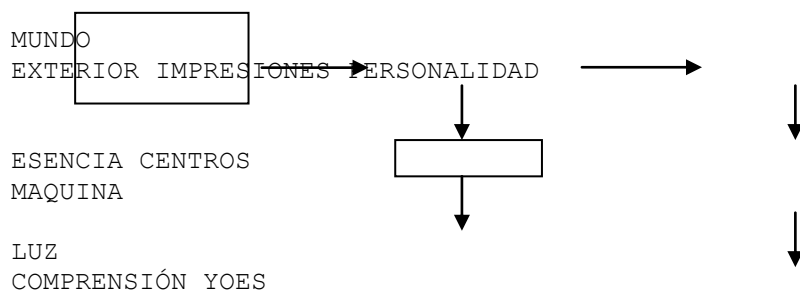 MUNDO
EXTERIOR IMPRESIONES PERSONALIDAD
ESENCIA CENTROS
MAQUINA
LUZ
COMPRENSIÓN YOES